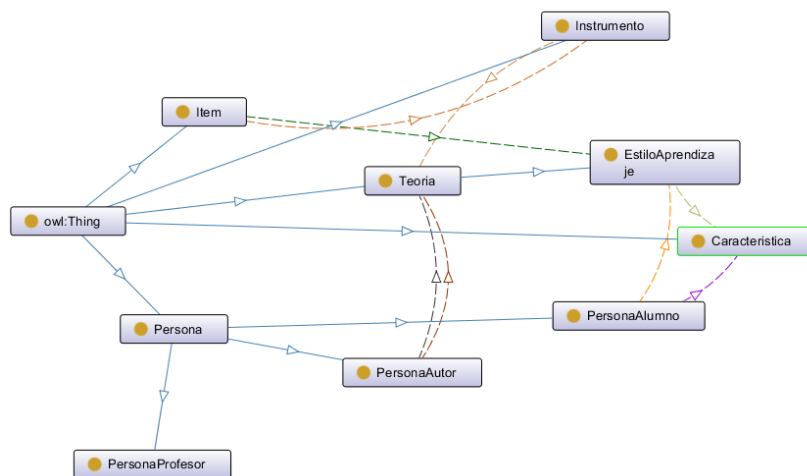 Instrumento
Item
EstiloAprendiza
je
Teoria
owl:Thing
Caracteristica
PersonaAlumno
Persona
PersonaAutor
PersonaProfesor